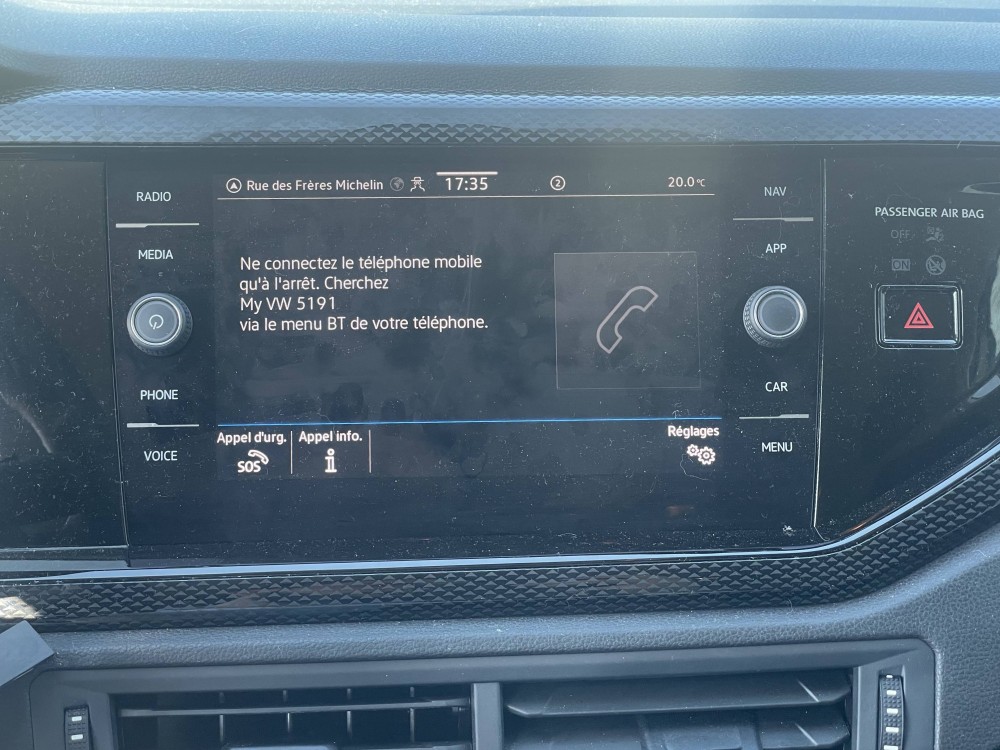 RADIO
MEDIA
PHONE
VOICE
Rue des Frères Michelin 17:35 2 20.0°C
Ne connectez le téléphone mobile
qu'à l'arrêt. Cherchez
My VW 5191
via le menu BT de votre téléphone.
Appel d'urg. Appel info. Réglages
SOS i
NAV
APP
CAR
MENU
PASSENGER AIR BAG
OFF
ON